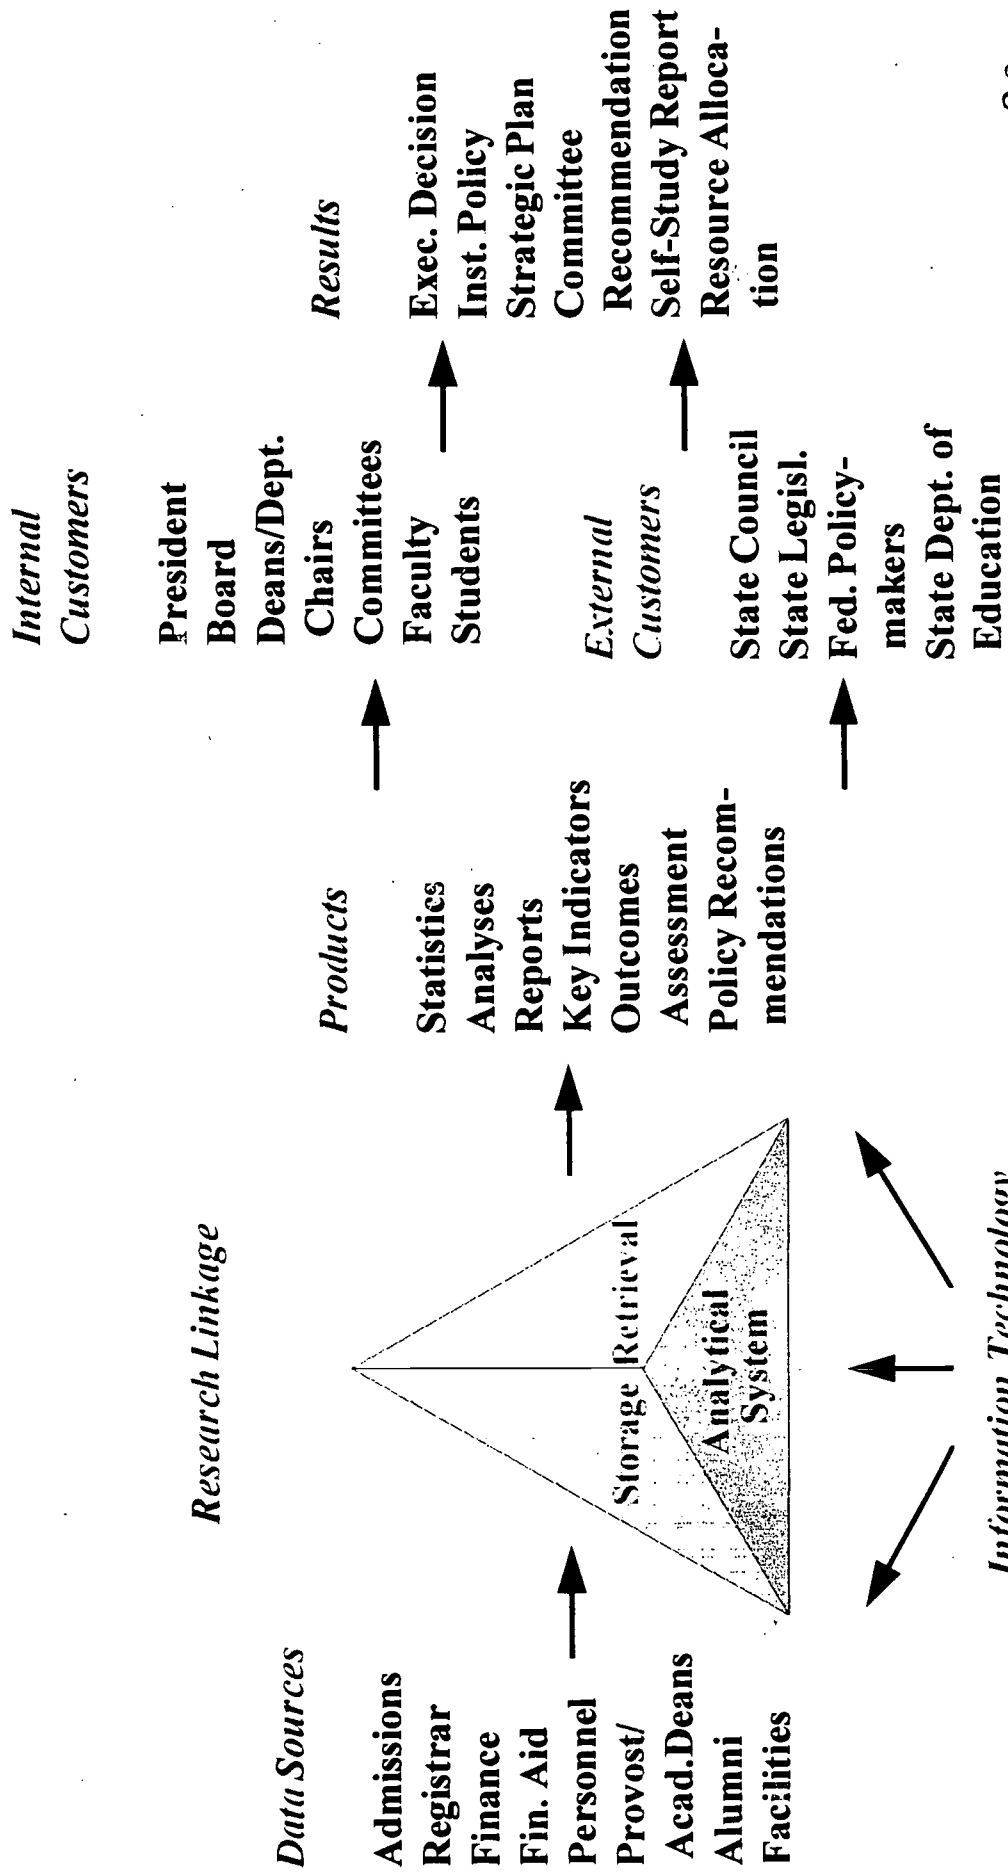 Data Sources
Admissions
Registrar
Finance
Fin. Aid
Personnel
Provost/
Acad.Deans
Alumni
Facilities
Research Linkage
Storage
Retrieval
Analytical
System
Information Technology
Products
Statistics
Analyses
Reports
Key Indicators
Outcomes
Assessment
Policy Recom-
mendations
Internal
Customers
President
Board
Deans/Dept.
Chairs
Committees
Faculty
Students
External
Customers
State Council
State Legisl.
Fed. Policy-
makers
State Dept. of
Education
Results
Exec. Decision
Inst. Policy
Strategic Plan
Committee
Recommendation
Self-Study Report
Resource Alloca-
tion